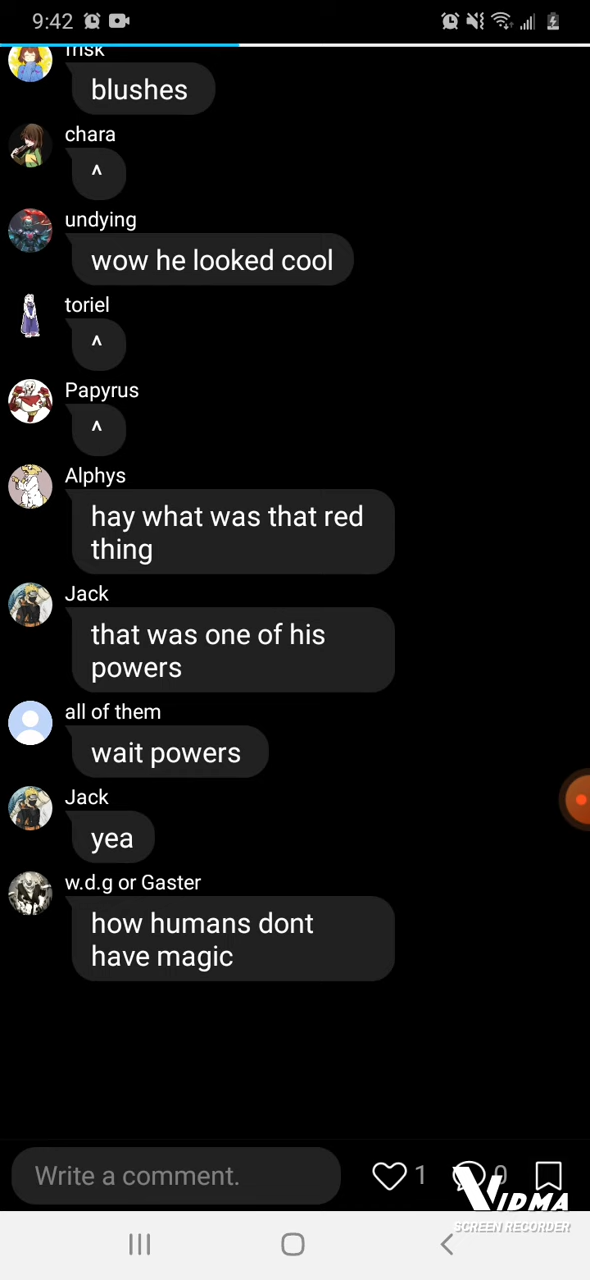 9:42
frisk
blushes
chara
^
undying
wow he looked cool
toriel
^
Papyrus
^
Alphys
hay what was that red
thing
Jack
that was one of his
powers
all of them
wait powers
Jack
yea
w.d.g or Gaster
how humans dont
have magic
Write a comment.
1
0
VIDMA
SCREEN RECORDER